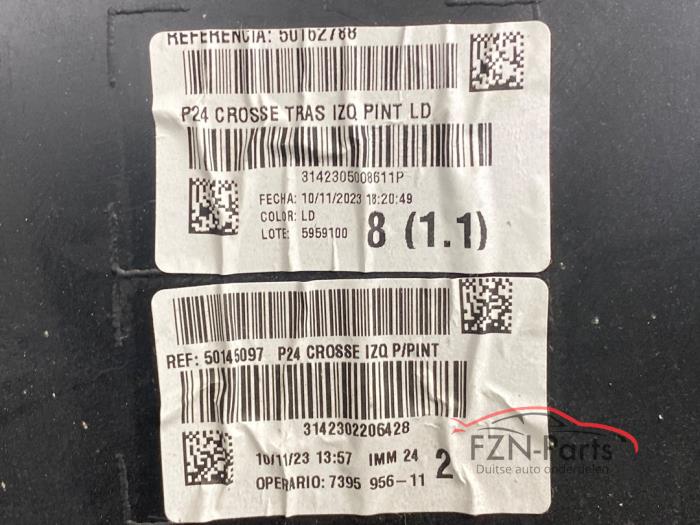 REFERENCIA: 50162788
P24 CROSSE TRAS IZQ PINT LD
3142305008611P
FECHA: 10/11/2023 18:20:49
COLOR: LD
LOTE: 5959100
8 (1.1)
REF: 50145097 P24 CROSSE IZQ P/PINT
3142302206428
10/11/23 13:57 IMM 24
OPERARIO: 7395 956-11
2
FZN-Parts
Duitse auto onderdelen